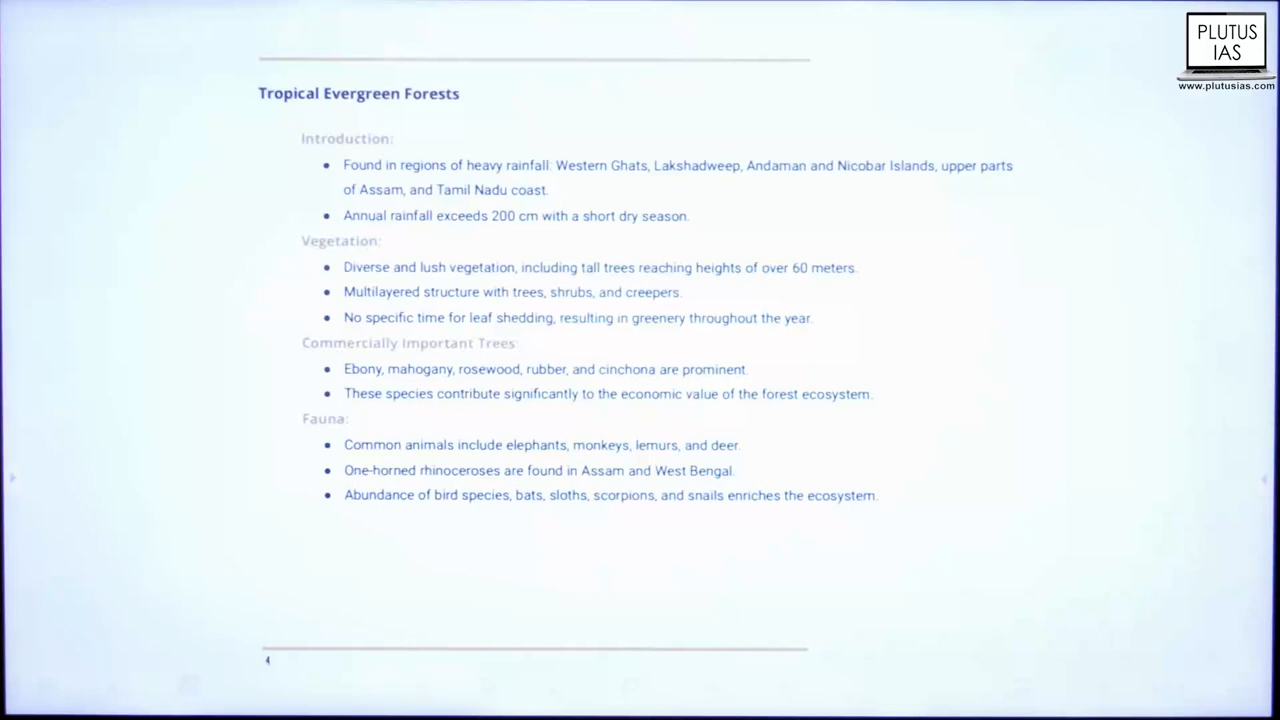 PLUTUS
IAS
www.plutusias.com
Tropical Evergreen Forests
Introduction:
• Found in regions of heavy rainfall: Western Ghats, Lakshadweep, Andaman and Nicobar Islands, upper parts
of Assam, and Tamil Nadu coast.
• Annual rainfall exceeds 200 cm with a short dry season.
Vegetation:
• Diverse and lush vegetation, including tall trees reaching heights of over 60 meters.
• Multilayered structure with trees, shrubs, and creepers.
• No specific time for leaf shedding, resulting in greenery throughout the year.
Commercially Important Trees
• Ebony, mahogany, rosewood, rubber, and cinchona are prominent.
• These species contribute significantly to the economic value of the forest ecosystem.
Fauna:
• Common animals include elephants, monkeys, lemurs, and deer.
• One-horned rhinoceroses are found in Assam and West Bengal.
• Abundance of bird species, bats, sloths, scorpions, and snails enriches the ecosystem.
4